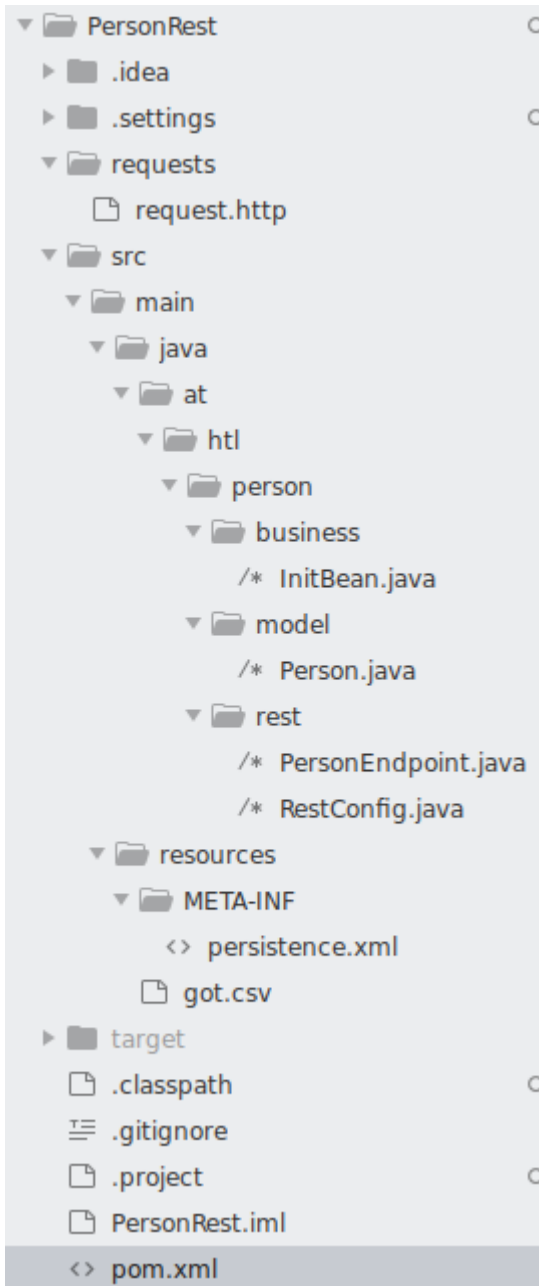 PersonRest
.idea
.settings
requests
request.http
src
main
java
at
htl
person
business
/* InitBean.java
model
/* Person.java
rest
/* PersonEndpoint.java
/* RestConfig.java
resources
META-INF
<> persistence.xml
got.csv
target
.classpath
.gitignore
.project
PersonRest.iml
<> pom.xml